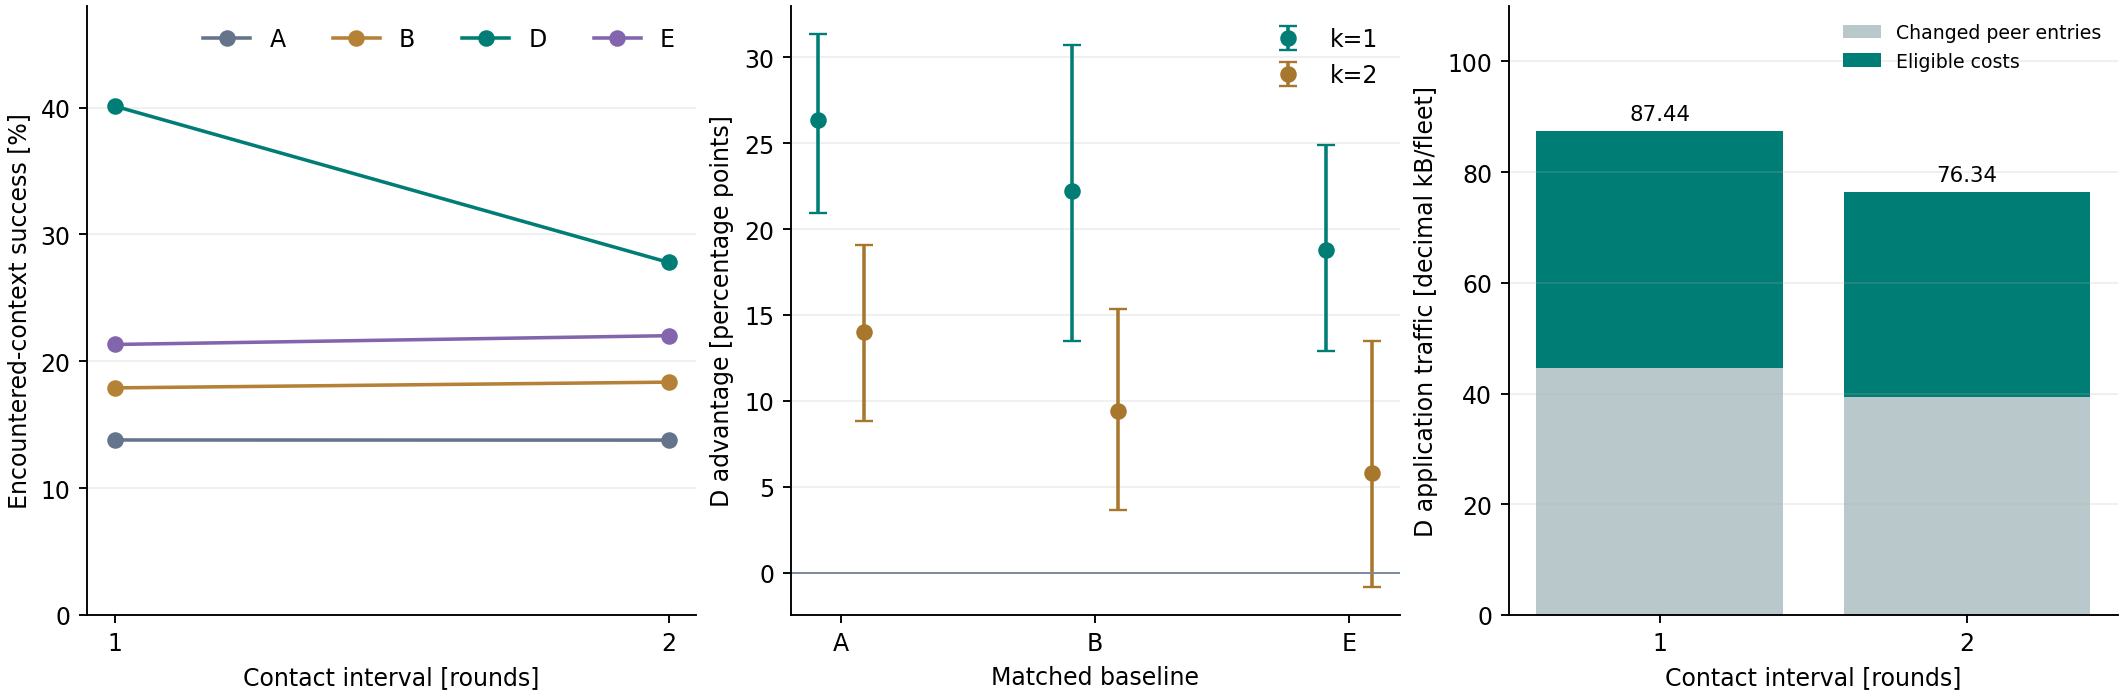 A B D E
Encountered-context success [%]
40
30
20
10
0
1 2
Contact interval [rounds]
k=1
k=2
D advantage [percentage points]
30
25
20
15
10
5
0
A B E
Matched baseline
Changed peer entries
Eligible costs
D application traffic [decimal kB/fleet]
100
80
60
40
20
0
87.44
76.34
1 2
Contact interval [rounds]